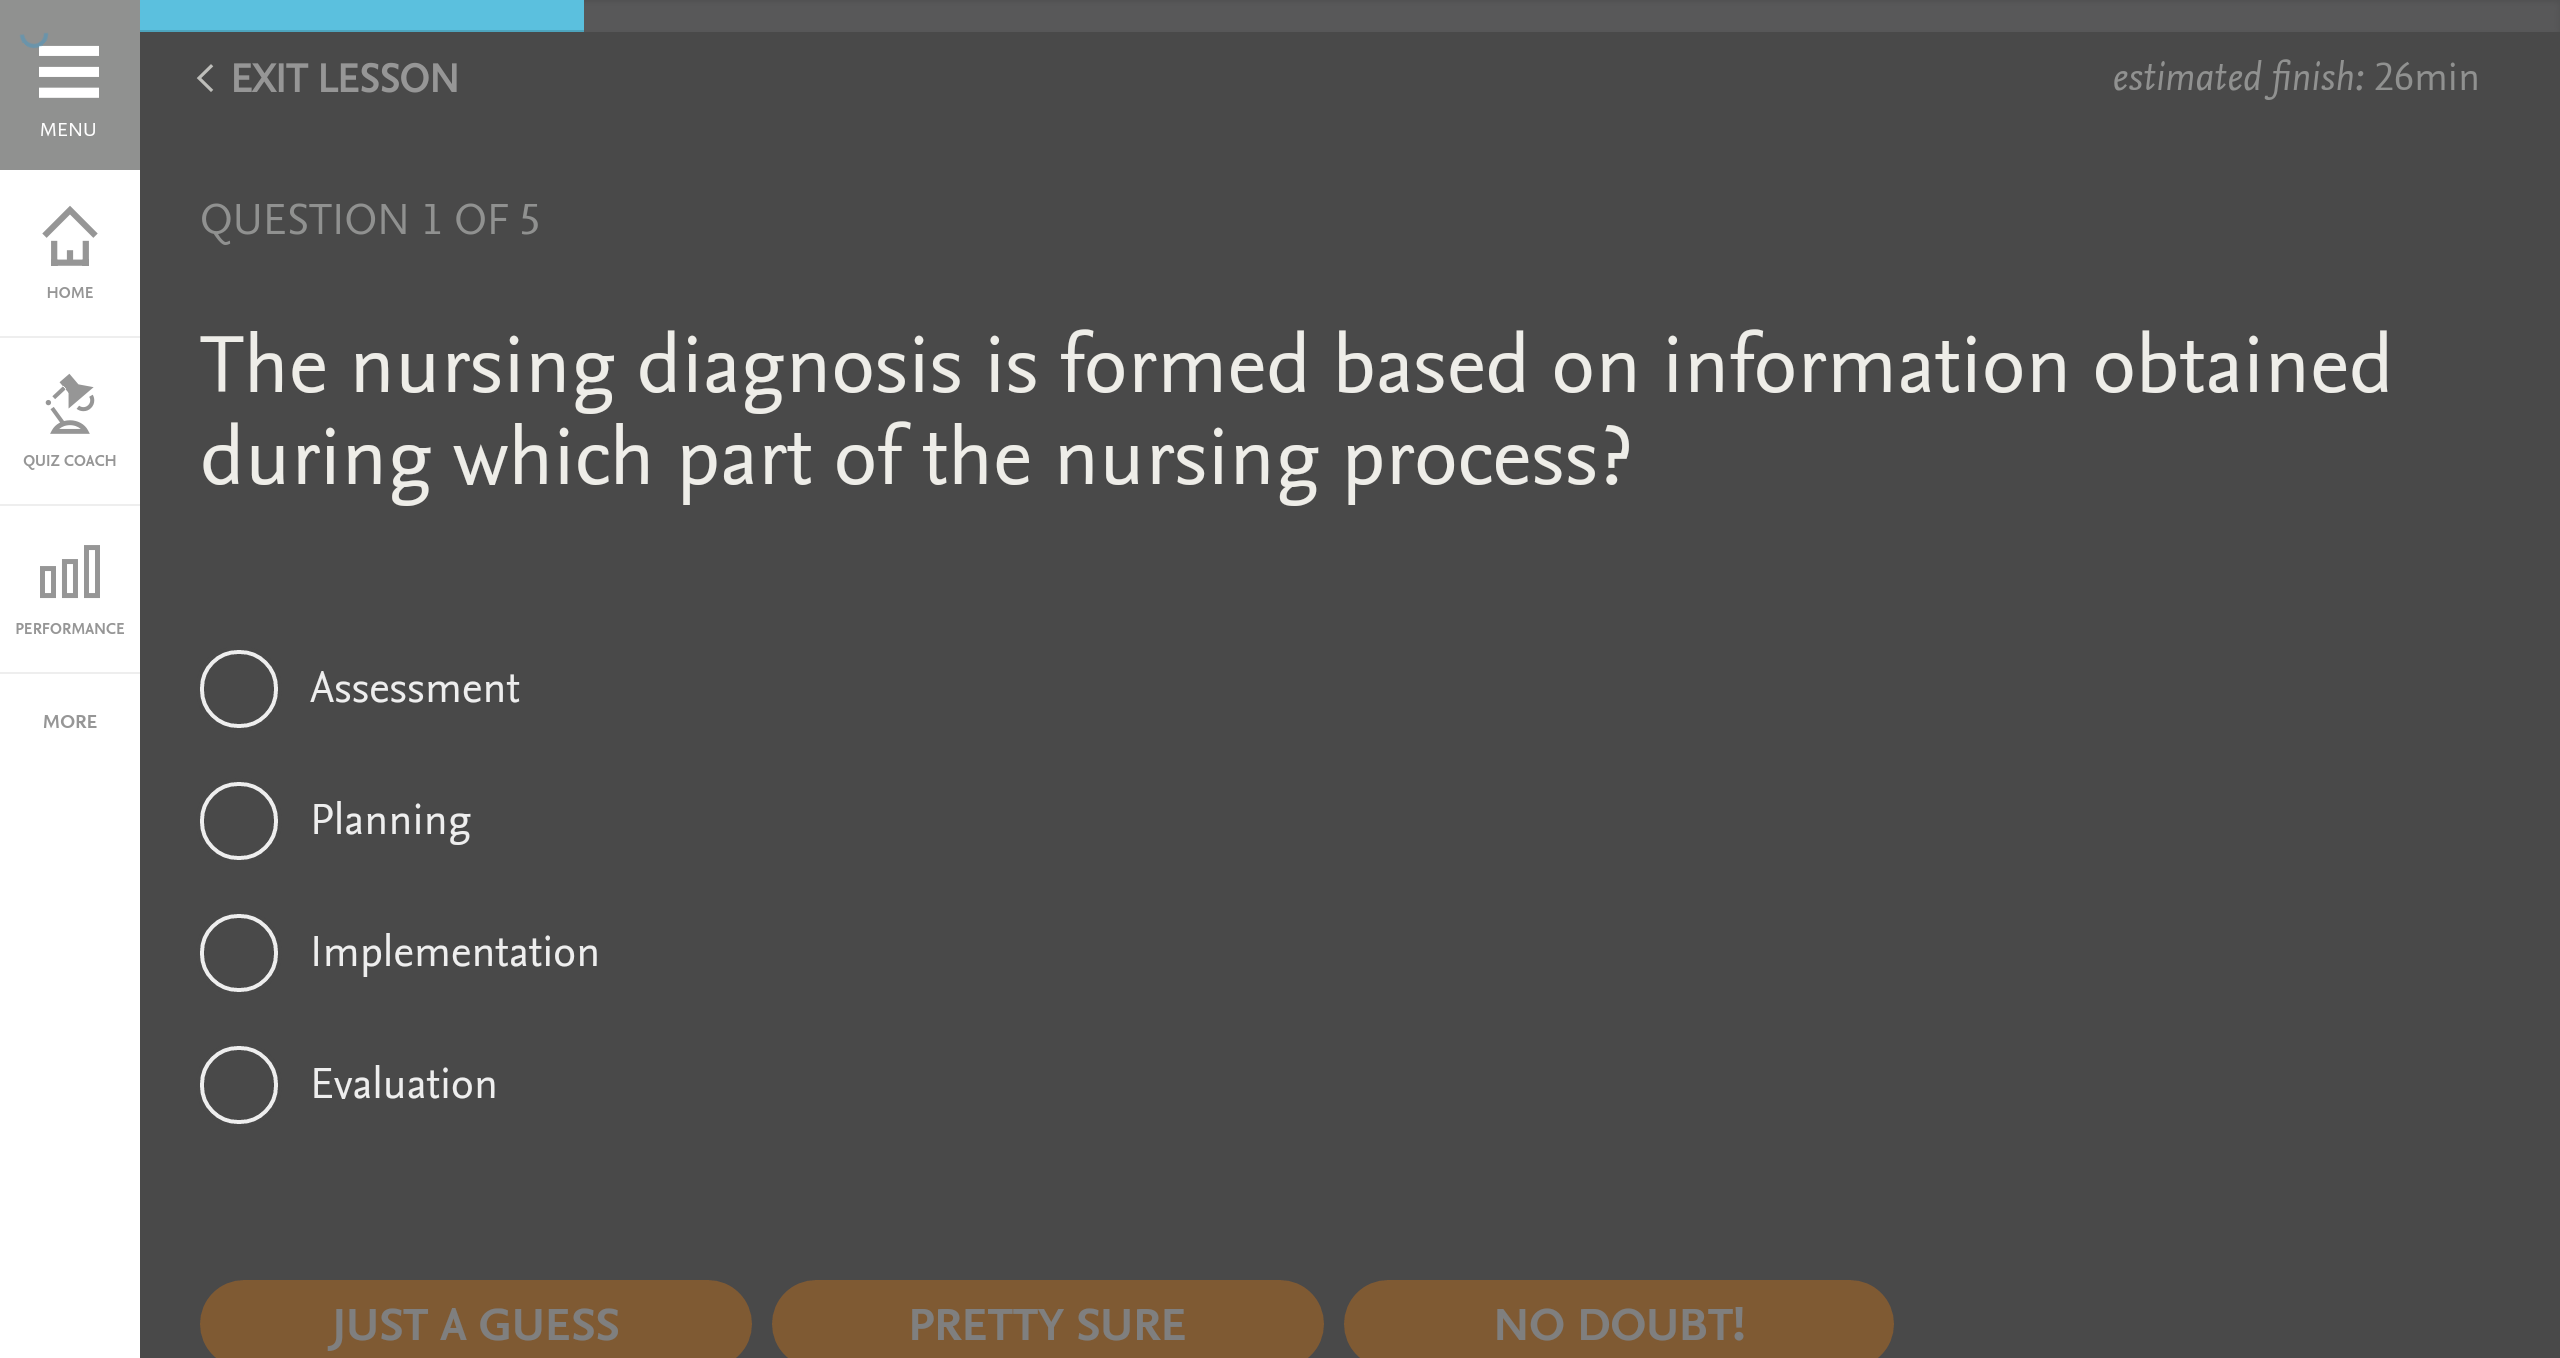 MENU
HOME
QUIZ COACH
PERFORMANCE
MORE
EXIT LESSON
estimated finish: 26min
QUESTION 1 OF 5
The nursing diagnosis is formed based on information obtained
during which part of the nursing process?
Assessment
Planning
Implementation
Evaluation
JUST A GUESS
PRETTY SURE
NO DOUBT!